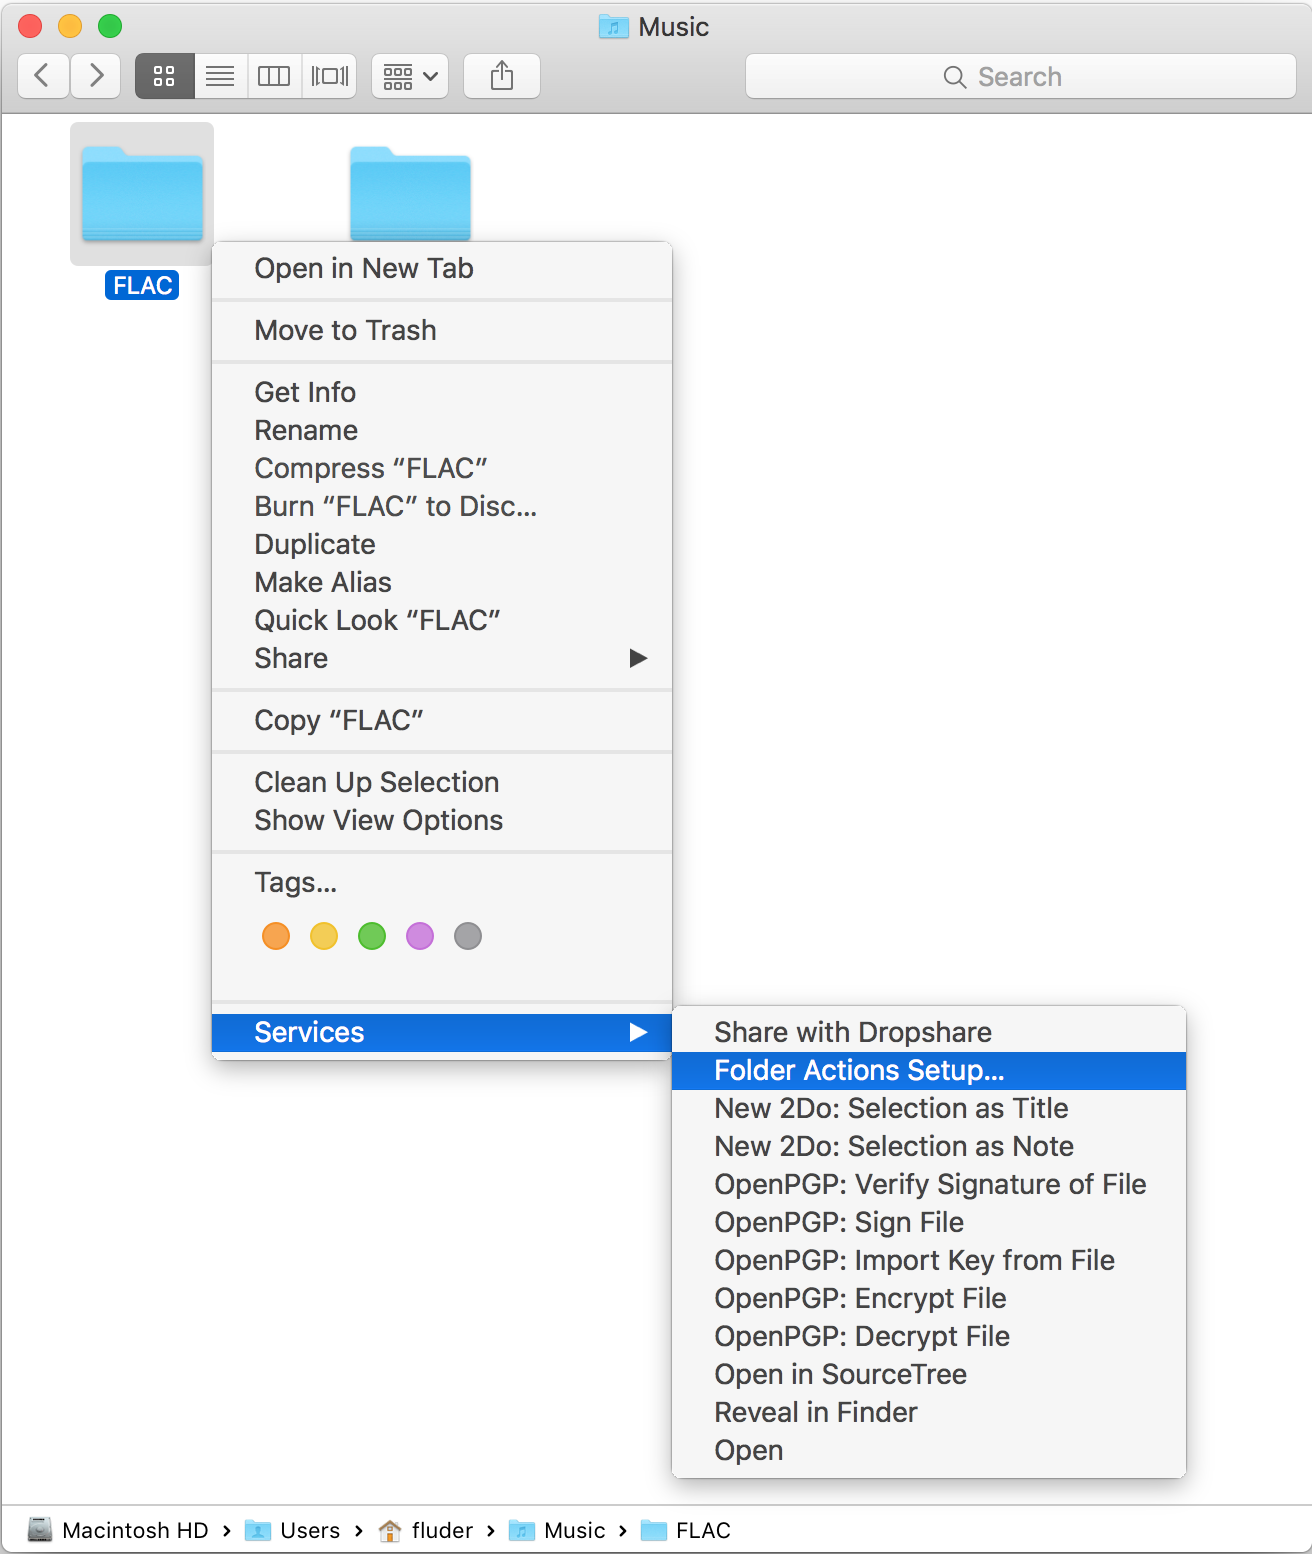 Music
Search
FLAC
Open in New Tab
Move to Trash
Get Info
Rename
Compress “FLAC”
Burn “FLAC” to Disc...
Duplicate
Make Alias
Quick Look “FLAC”
Share
Copy “FLAC”
Clean Up Selection
Show View Options
Tags...
Services
Share with Dropshare
Folder Actions Setup...
New 2Do: Selection as Title
New 2Do: Selection as Note
OpenPGP: Verify Signature of File
OpenPGP: Sign File
OpenPGP: Import Key from File
OpenPGP: Encrypt File
OpenPGP: Decrypt File
Open in SourceTree
Reveal in Finder
Open
Macintosh HD › Users › fluder › Music › FLAC